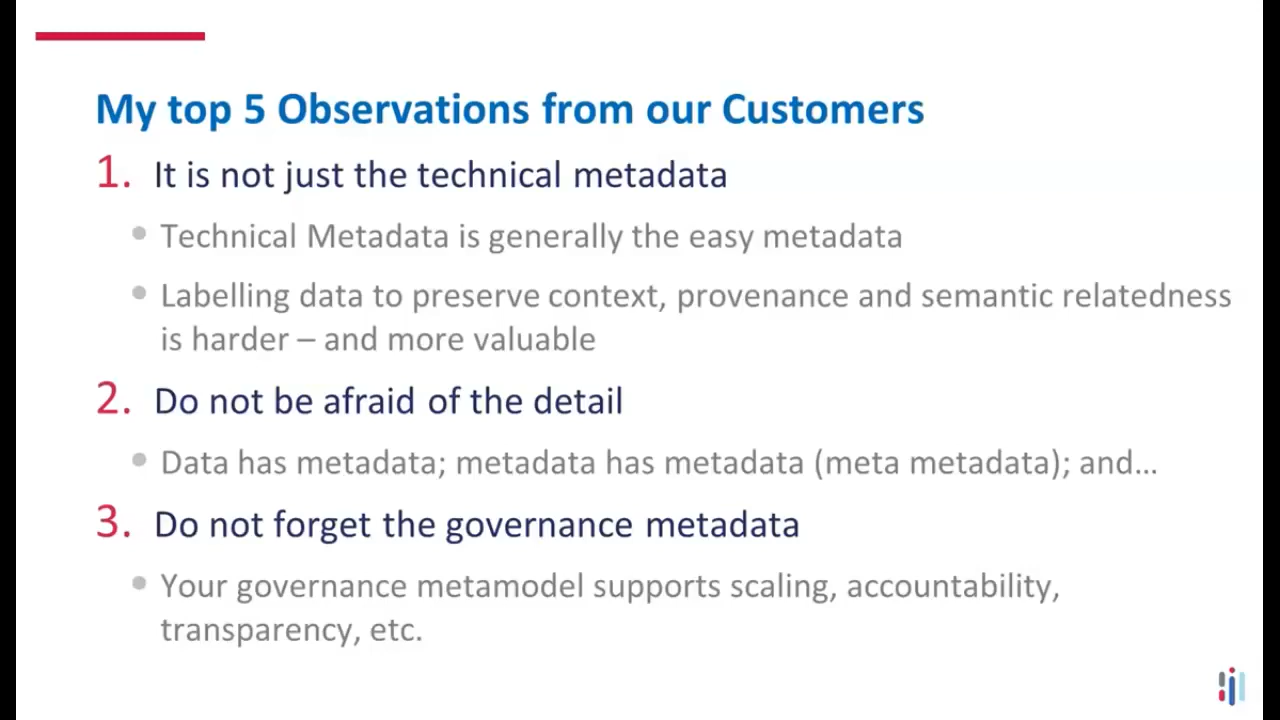 My top 5 Observations from our Customers
1. It is not just the technical metadata
• Technical Metadata is generally the easy metadata
• Labelling data to preserve context, provenance and semantic relatedness
is harder – and more valuable
2. Do not be afraid of the detail
• Data has metadata; metadata has metadata (meta metadata); and…
3. Do not forget the governance metadata
• Your governance metamodel supports scaling, accountability,
transparency, etc.